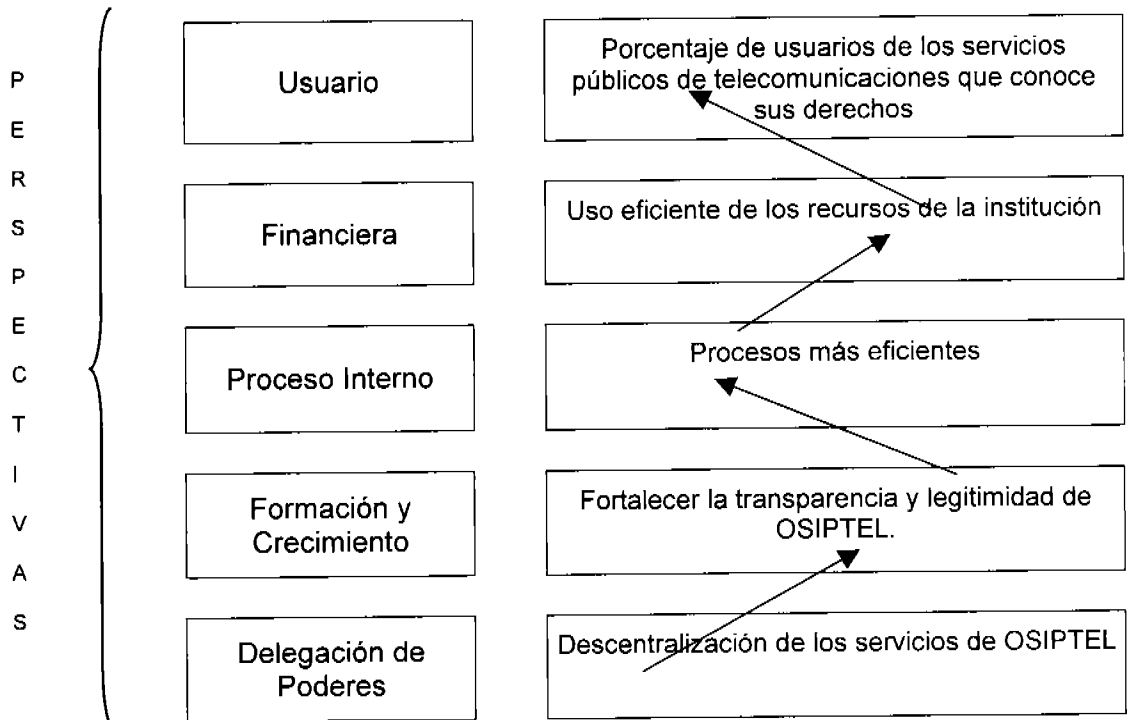 PERSPECTIVAS
Usuario
Porcentaje de usuarios de los servicios
públicos de telecomunicaciones que conoce
sus derechos
Financiera
Uso eficiente de los recursos de la institución
Proceso Interno
Procesos más eficientes
Formación y
Crecimiento
Fortalecer la transparencia y legitimidad de
OSIPTEL.
Delegación de
Poderes
Descentralización de los servicios de OSIPTEL